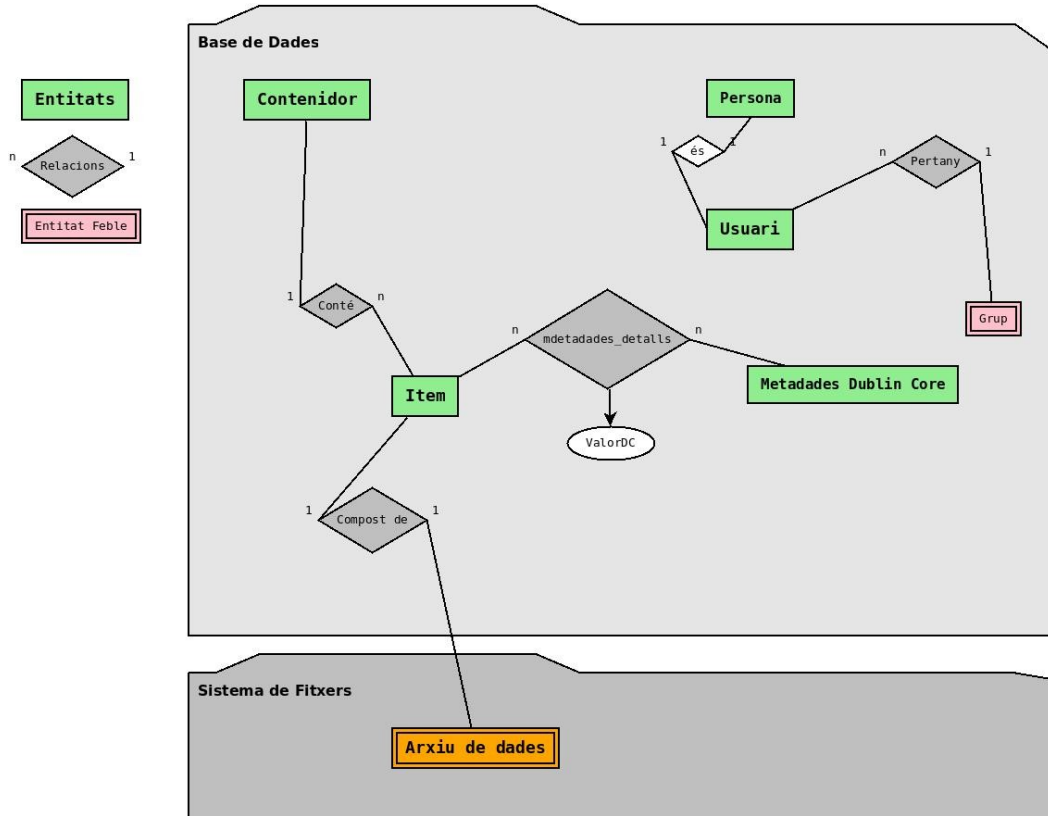 Base de Dades
Entitats
Contenidor
Persona
n
Relacions
1
1
és
1
n
Pertany
1
Entitat Feble
Usuari
1
Conté
n
Grup
n
mdetadades_detalls
n
Item
Metadades Dublin Core
ValorDC
1
Compost de
1
Sistema de Fitxers
Arxiu de dades